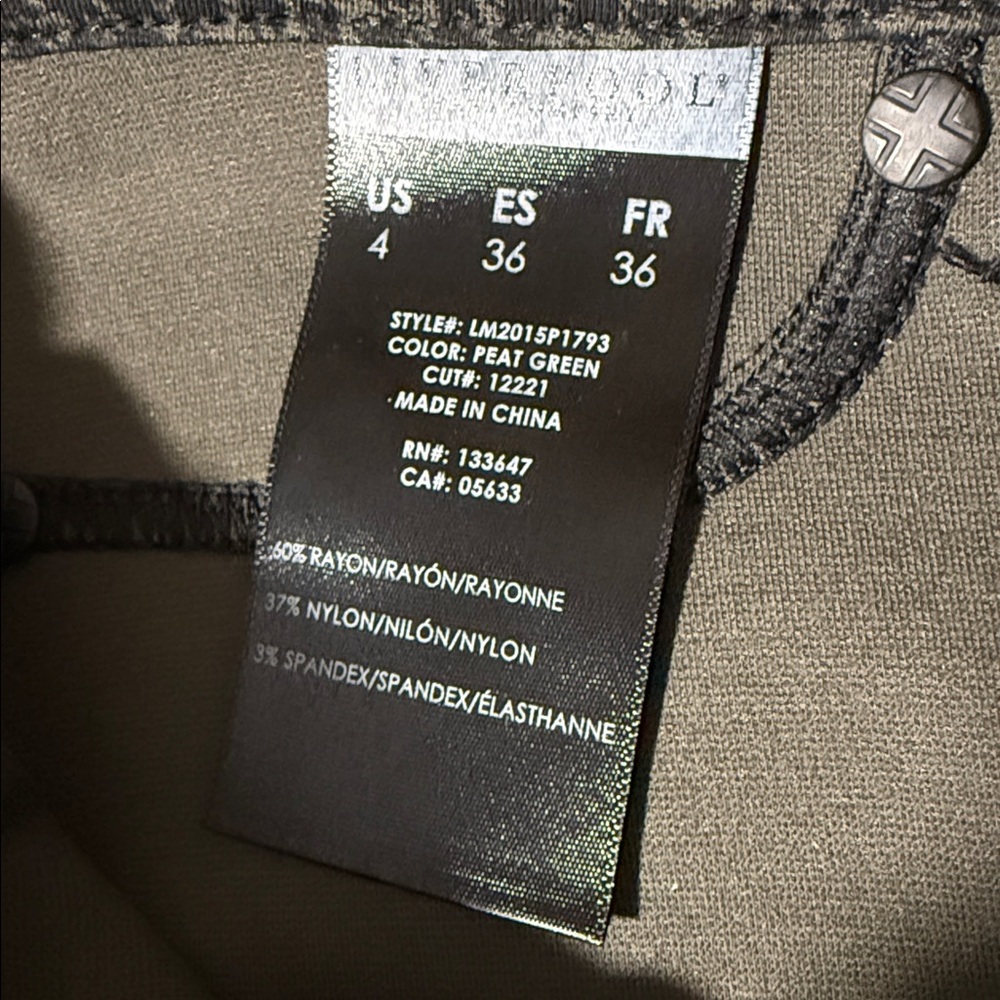 LIVERPOOL®
US ES FR
4 36 36
STYLE#: LM2015P1793
COLOR: PEAT GREEN
CUT#: 12221
MADE IN CHINA
RN#: 133647
CA#: 05633
60% RAYON/RAYÓN/RAYONNE
37% NYLON/NILÓN/NYLON
3% SPANDEX/SPANDEX/ÉLASTHANNE